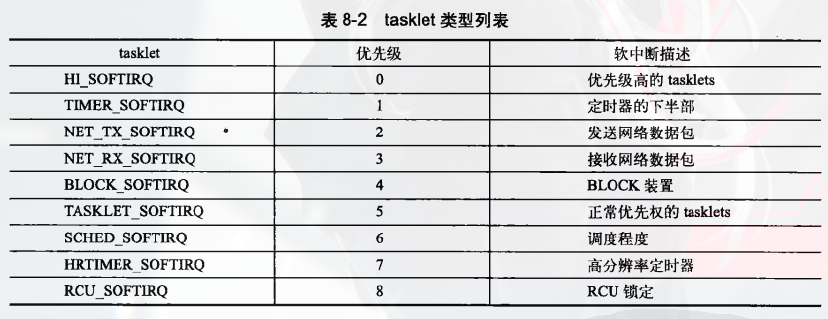 表 8-2 tasklet 类型列表
tasklet 优先级 软中断描述
HI_SOFTIRQ 0 优先级高的 tasklets
TIMER_SOFTIRQ 1 定时器的下半部
NET_TX_SOFTIRQ 2 发送网络数据包
NET_RX_SOFTIRQ 3 接收网络数据包
BLOCK_SOFTIRQ 4 BLOCK 装置
TASKLET_SOFTIRQ 5 正常优先权的 tasklets
SCHED_SOFTIRQ 6 调度程度
HRTIMER_SOFTIRQ 7 高分辨率定时器
RCU_SOFTIRQ 8 RCU 锁定